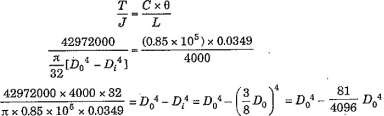 T/J = C × θ/L
42972000/(π/32 [D₀⁴ − Dᵢ⁴]) = (0.85 × 10⁵) × 0.0349/4000
42972000 × 4000 × 32/(π × 0.85 × 10⁵ × 0.0349) = D₀⁴ − Dᵢ⁴ = D₀⁴ − (3/8 D₀)⁴ = D₀⁴ − 81/4096 D₀⁴